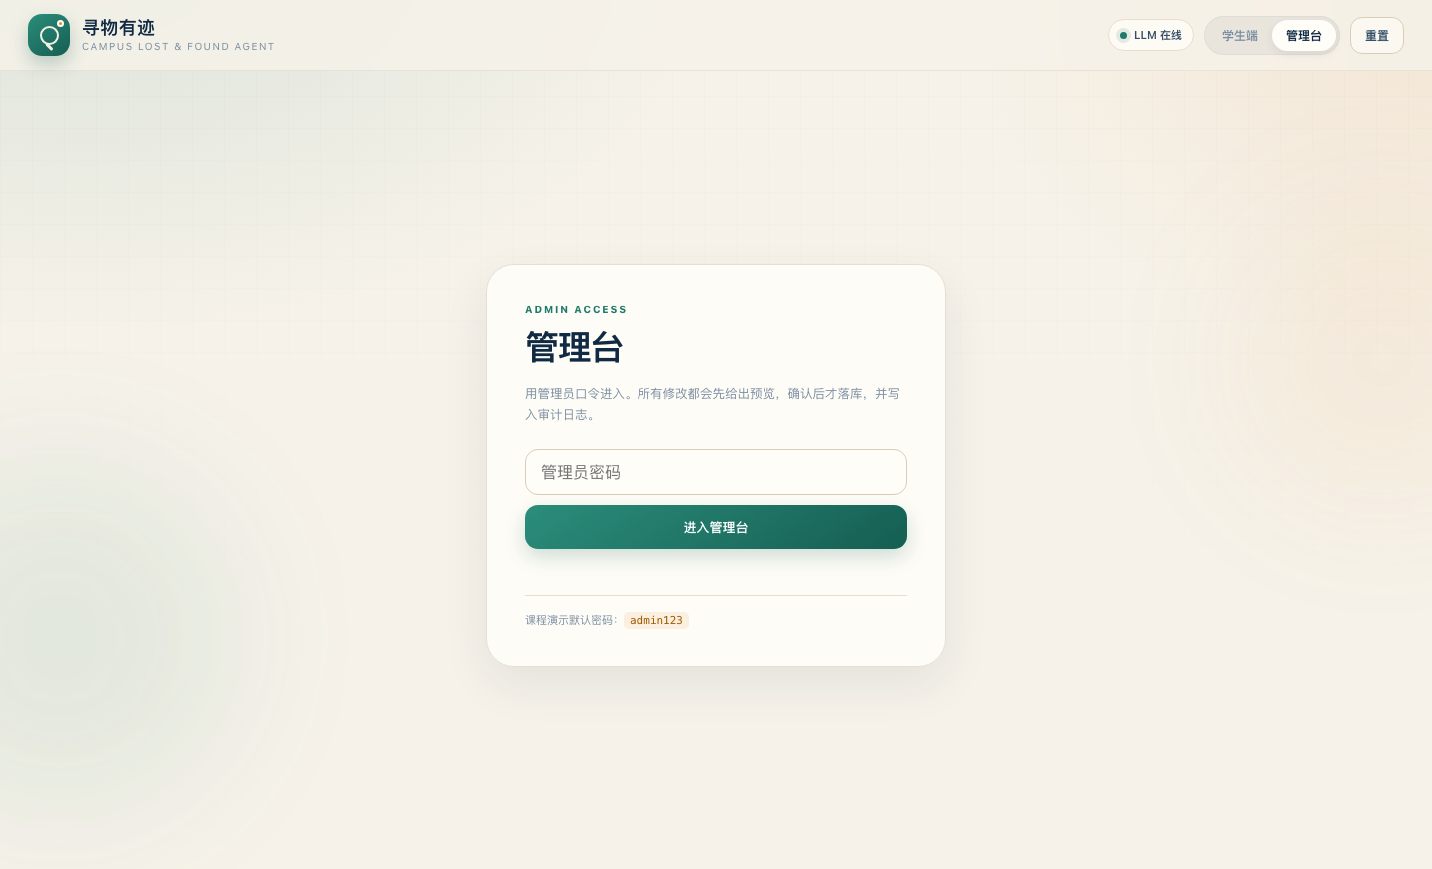 寻物有迹
CAMPUS LOST & FOUND AGENT
LLM 在线
学生端
管理台
重置
ADMIN ACCESS
管理台
用管理员口令进入。所有修改都会先给出预览，确认后才落库，并写
入审计日志。
管理员密码
进入管理台
课程演示默认密码： admin123